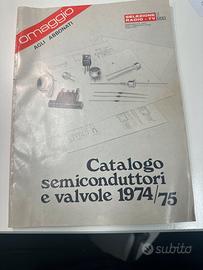 omaggio
AGLI ABBONATI
SELEZIONE
RADIO - TV
Catalogo
semiconduttori
e valvole 1974/75
subito